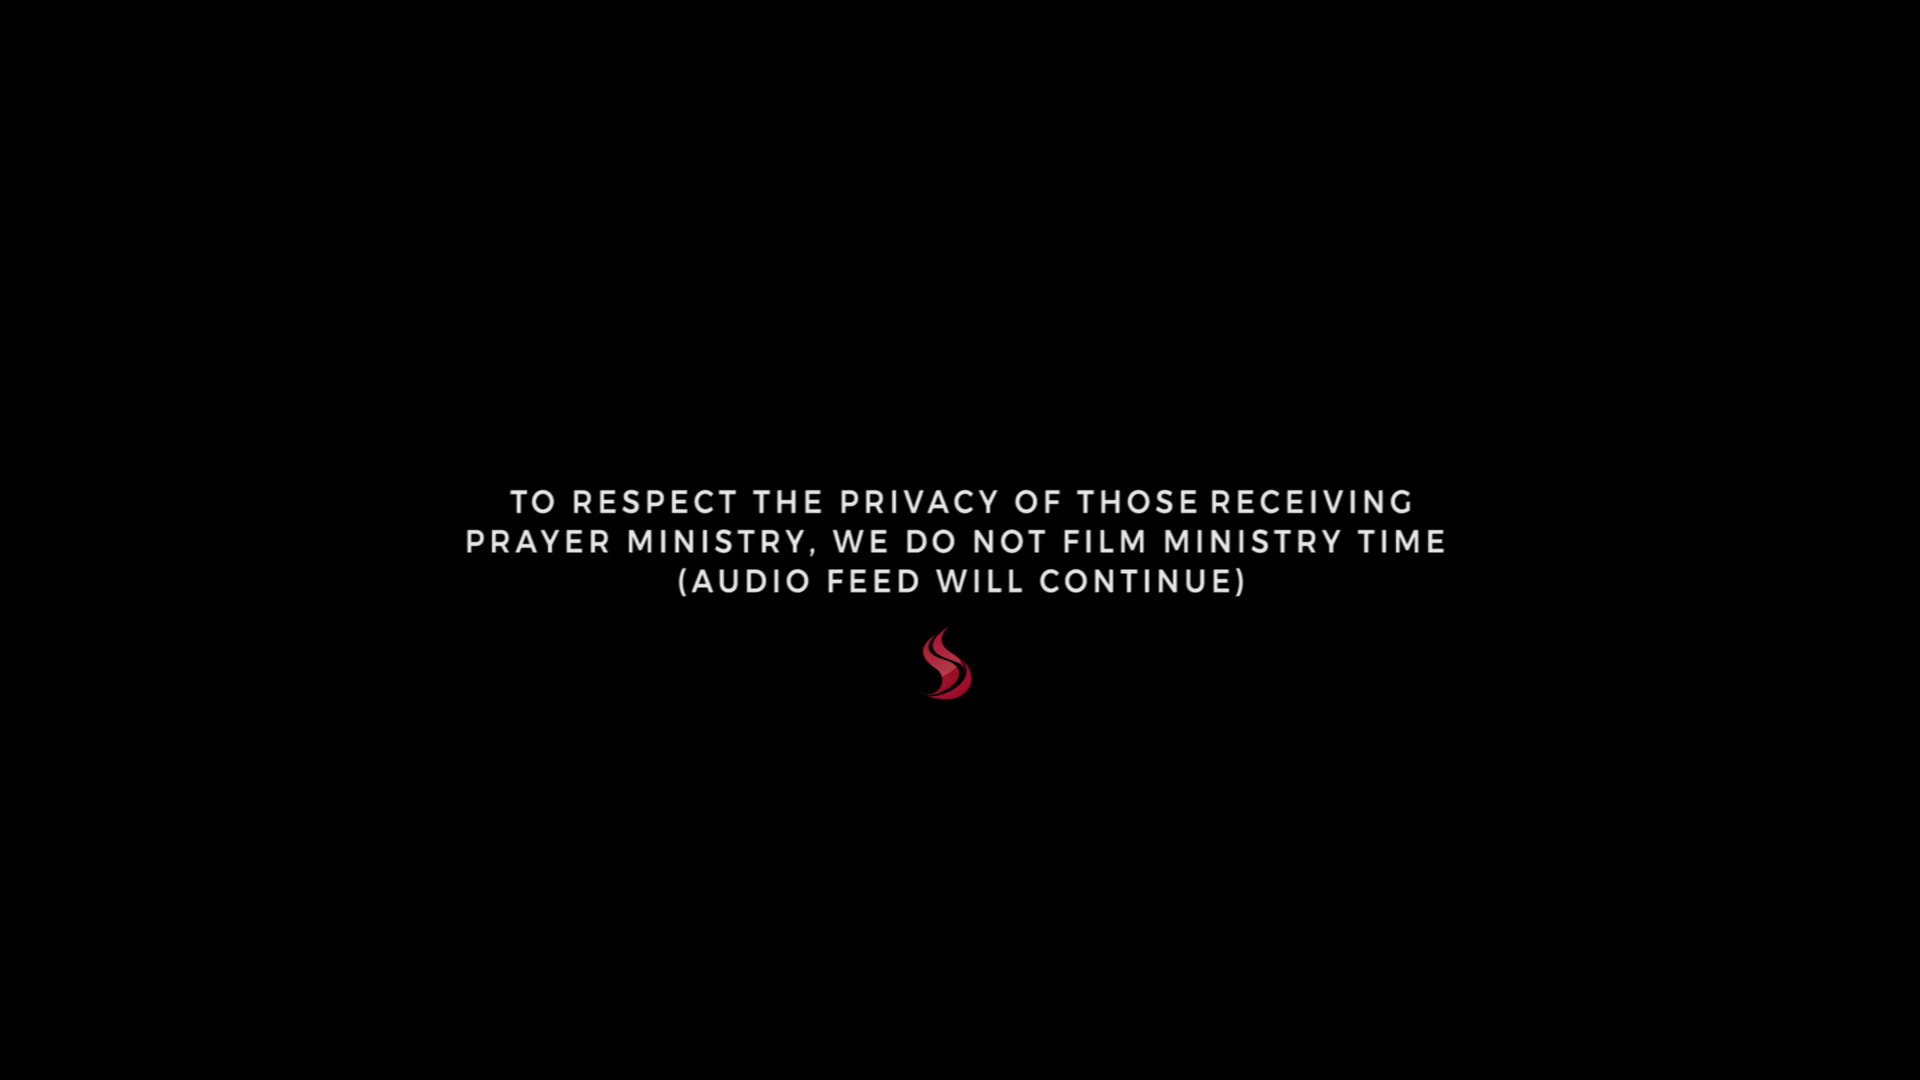 TO RESPECT THE PRIVACY OF THOSE RECEIVING
PRAYER MINISTRY, WE DO NOT FILM MINISTRY TIME
(AUDIO FEED WILL CONTINUE)